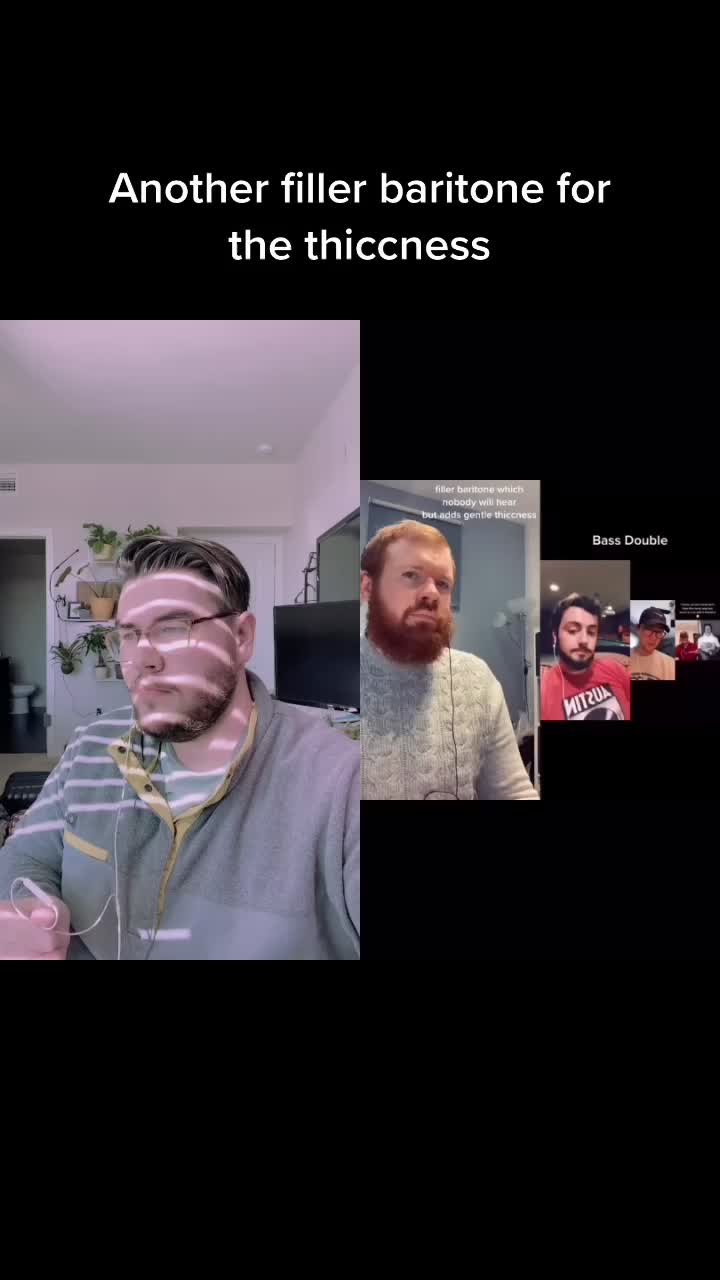 Another filler baritone for
the thiccness
filler baritone which
nobody will hear
but adds gentle thiccness
Bass Double
AUSTIN